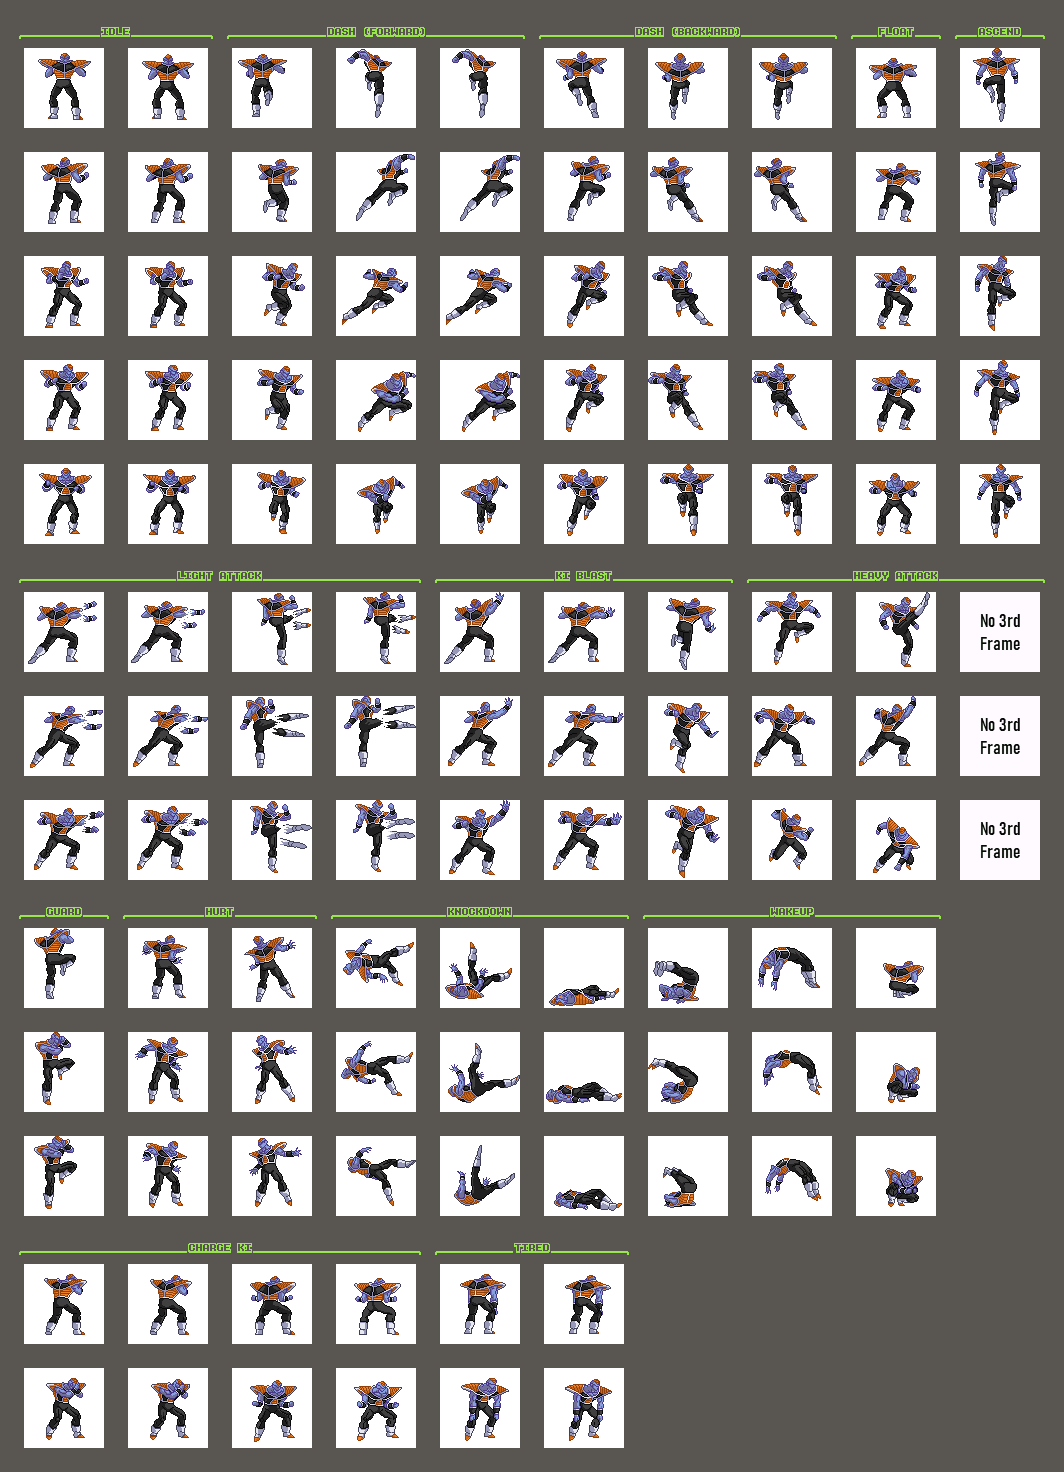 IDLE
DASH (FORWARD)
DASH (BACKWARD)
FLOAT
ASCEND
LIGHT ATTACK
KI BLAST
HEAVY ATTACK
No 3rd
Frame
No 3rd
Frame
No 3rd
Frame
GUARD
HURT
KNOCKDOWN
WAKEUP
CHARGE KI
TIRED